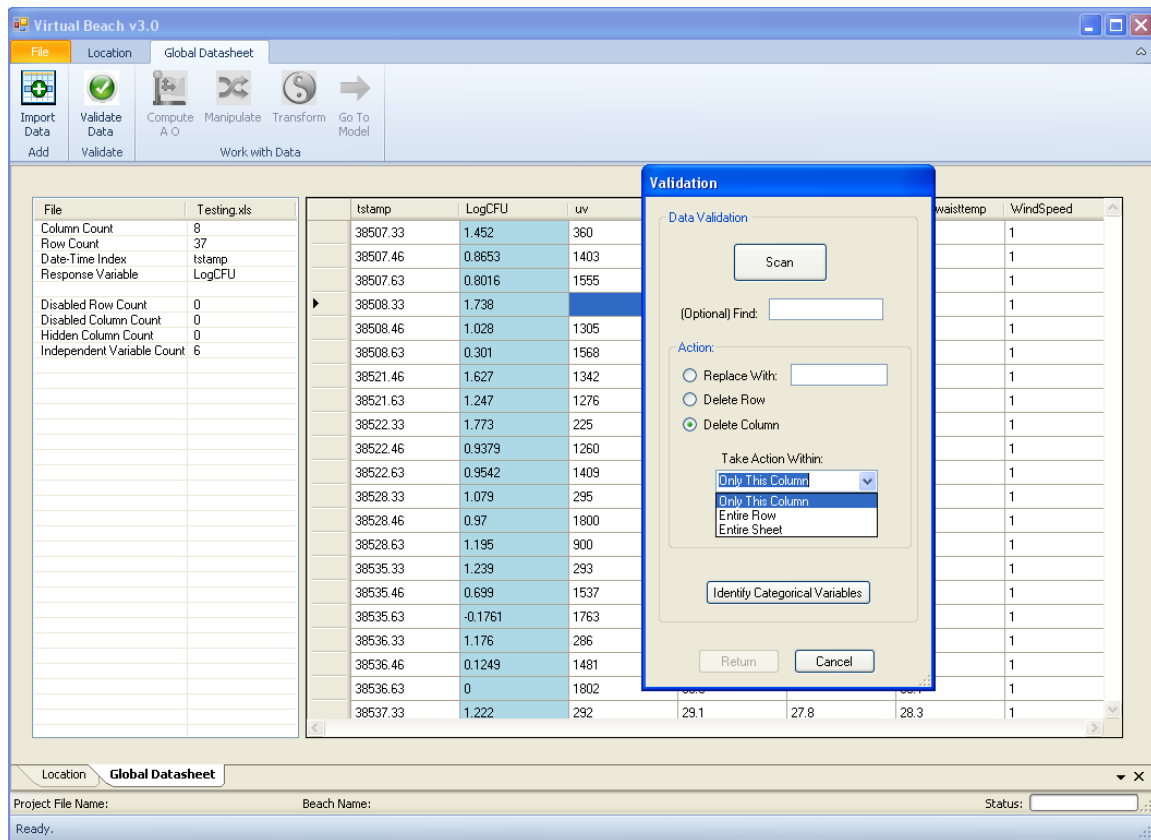 Virtual Beach v3.0
File Location Global Datasheet
Import Data Validate Data Compute A O Manipulate Transform Go To Model
Add Validate Work with Data
File Testing.xls
Column Count 8
Row Count 37
Date-Time Index tstamp
Response Variable LogCFU
Disabled Row Count 0
Disabled Column Count 0
Hidden Column Count 0
Independent Variable Count 6
tstamp LogCFU uv waisttemp WindSpeed
38507.33 1.452 360 1
38507.46 0.8653 1403 1
38507.63 0.8016 1555 1
38508.33 1.738 1
38508.46 1.028 1305 1
38508.63 0.301 1568 1
38521.46 1.627 1342 1
38521.63 1.247 1276 1
38522.33 1.773 225 1
38522.46 0.9379 1260 1
38522.63 0.9542 1409 1
38528.33 1.079 295 1
38528.46 0.97 1800 1
38528.63 1.195 900 1
38535.33 1.239 293 1
38535.46 0.699 1537 1
38535.63 -0.1761 1763 1
38536.33 1.176 286 1
38536.46 0.1249 1481 1
38536.63 0 1802 1
38537.33 1.222 292 29.1 27.8 28.3 1
Validation
Data Validation
Scan
(Optional) Find:
Action:
Replace With:
Delete Row
Delete Column
Take Action Within:
Only This Column
Only This Column
Entire Row
Entire Sheet
Identify Categorical Variables
Return Cancel
Location Global Datasheet
Project File Name: Beach Name: Status:
Ready.